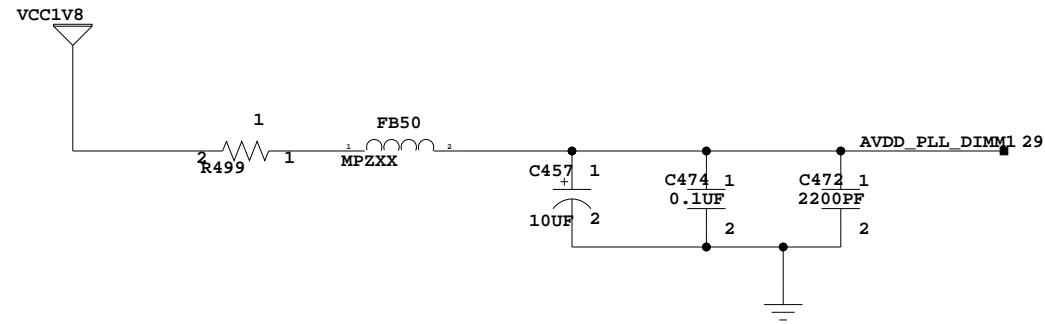 VCC1V8
1
FB50
2
R499
1
1
MPZXX
2
AVDD_PLL_DIMM1 29
C457 1
+
10UF 2
C474 1
0.1UF
2
C472 1
2200PF
2